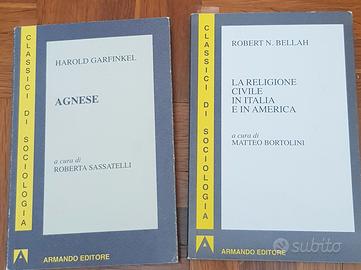 CLASSICI DI SOCIOLOGIA
HAROLD GARFINKEL
AGNESE
a cura di
ROBERTA SASSATELLI
A
ARMANDO EDITORE
CLASSICI DI SOCIOLOGIA
ROBERT N. BELLAH
LA RELIGIONE
CIVILE
IN ITALIA
E IN AMERICA
a cura di
MATTEO BORTOLINI
A
ARMANDO EDITORE
subito